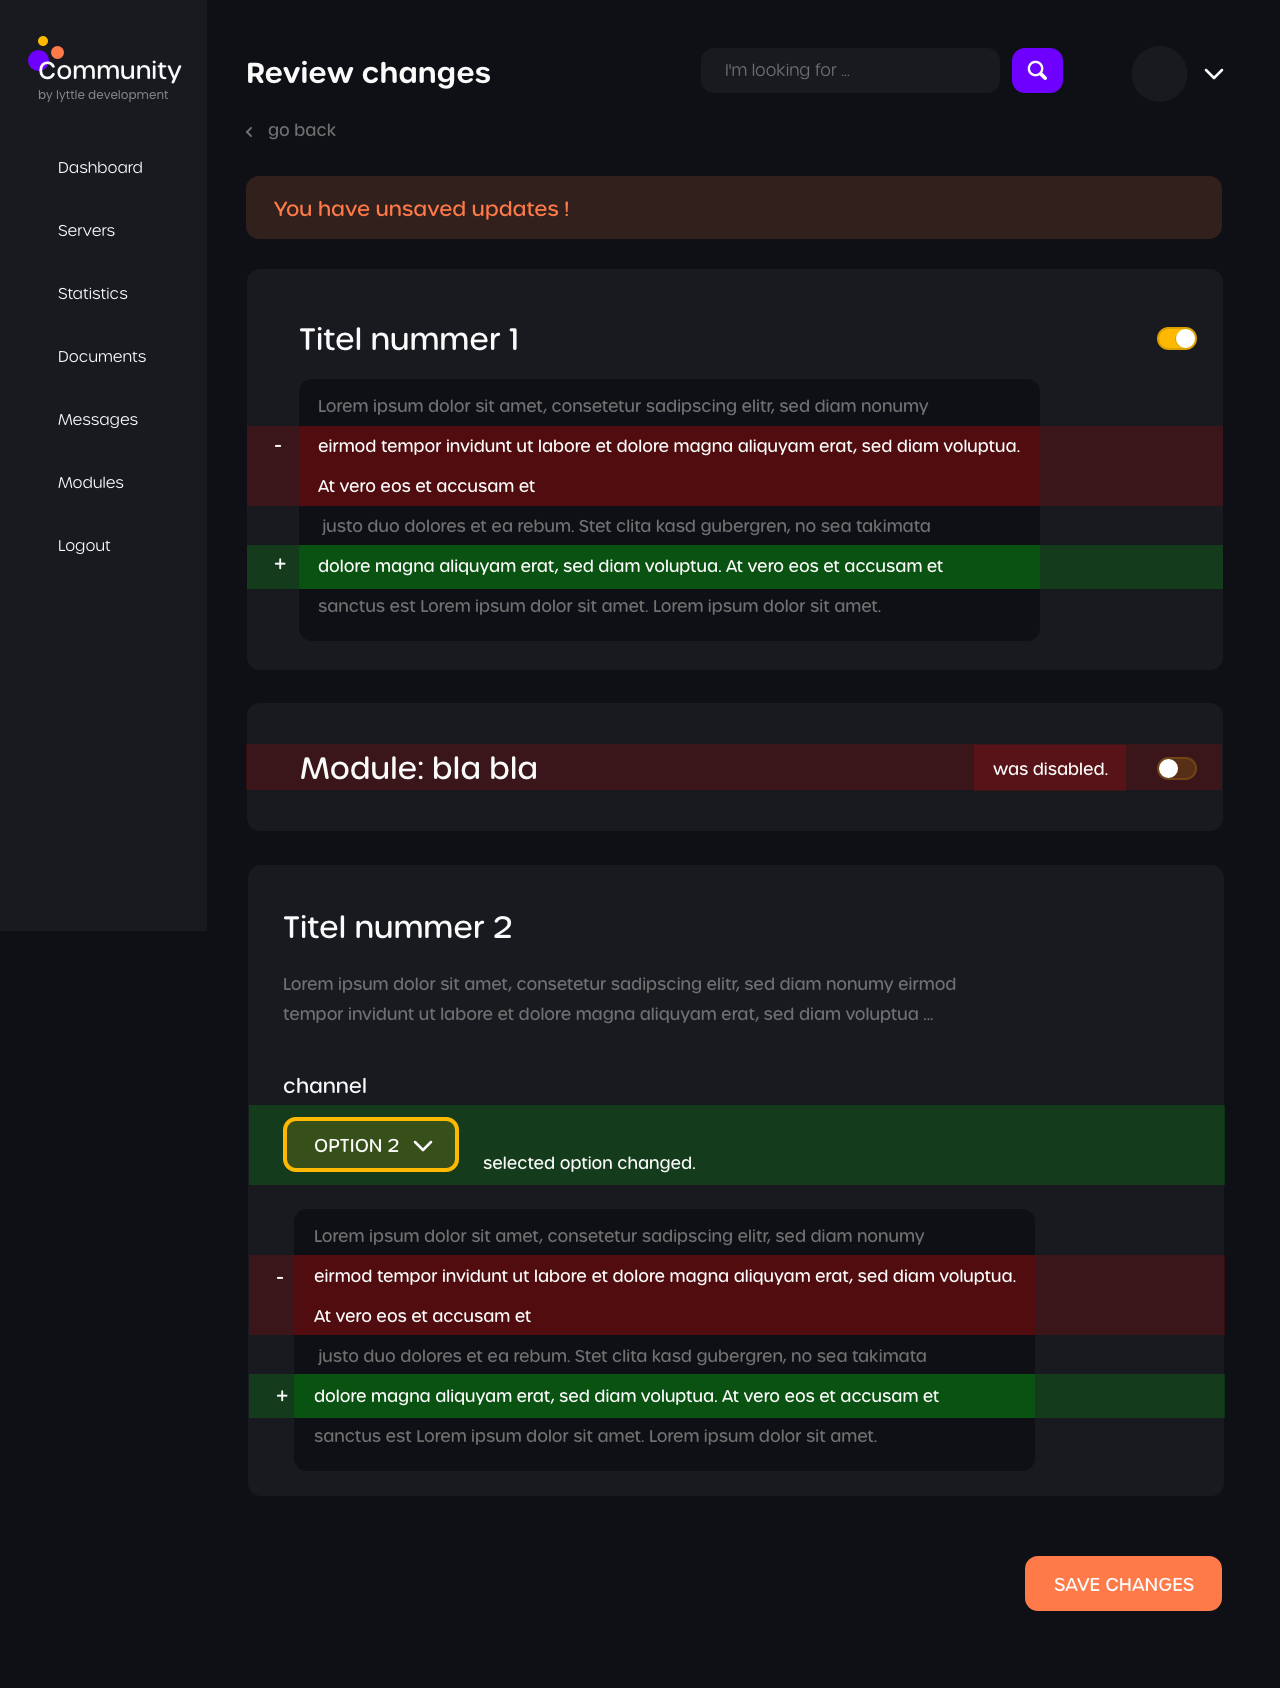 Community
by lyttle development
Dashboard
Servers
Statistics
Documents
Messages
Modules
Logout
Review changes
I'm looking for ...
go back
You have unsaved updates !
Titel nummer 1
Lorem ipsum dolor sit amet, consetetur sadipscing elitr, sed diam nonumy
- eirmod tempor invidunt ut labore et dolore magna aliquyam erat, sed diam voluptua.
At vero eos et accusam et
justo duo dolores et ea rebum. Stet clita kasd gubergren, no sea takimata
+ dolore magna aliquyam erat, sed diam voluptua. At vero eos et accusam et
sanctus est Lorem ipsum dolor sit amet. Lorem ipsum dolor sit amet.
Module: bla bla
was disabled.
Titel nummer 2
Lorem ipsum dolor sit amet, consetetur sadipscing elitr, sed diam nonumy eirmod
tempor invidunt ut labore et dolore magna aliquyam erat, sed diam voluptua ...
channel
OPTION 2
selected option changed.
Lorem ipsum dolor sit amet, consetetur sadipscing elitr, sed diam nonumy
- eirmod tempor invidunt ut labore et dolore magna aliquyam erat, sed diam voluptua.
At vero eos et accusam et
justo duo dolores et ea rebum. Stet clita kasd gubergren, no sea takimata
+ dolore magna aliquyam erat, sed diam voluptua. At vero eos et accusam et
sanctus est Lorem ipsum dolor sit amet. Lorem ipsum dolor sit amet.
SAVE CHANGES